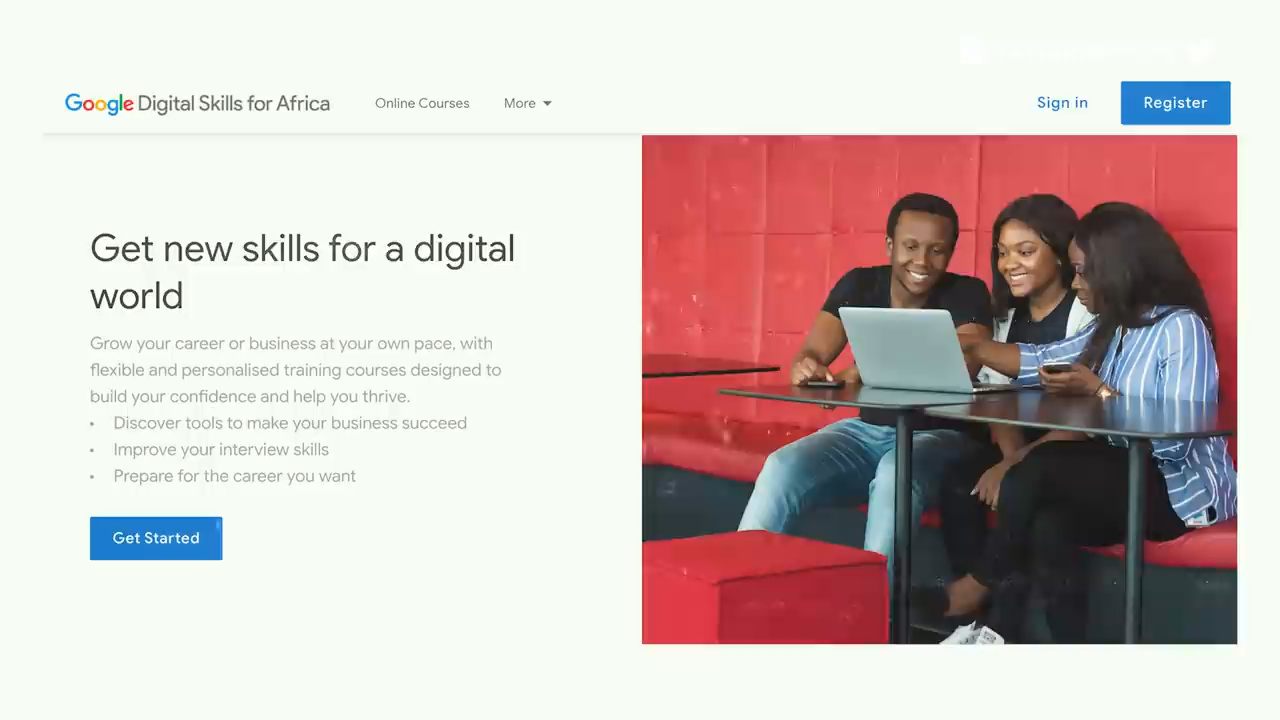 Google Digital Skills for Africa
Online Courses
More
Sign in
Register
Get new skills for a digital
world
Grow your career or business at your own pace, with
flexible and personalised training courses designed to
build your confidence and help you thrive.
• Discover tools to make your business succeed
• Improve your interview skills
• Prepare for the career you want
Get Started